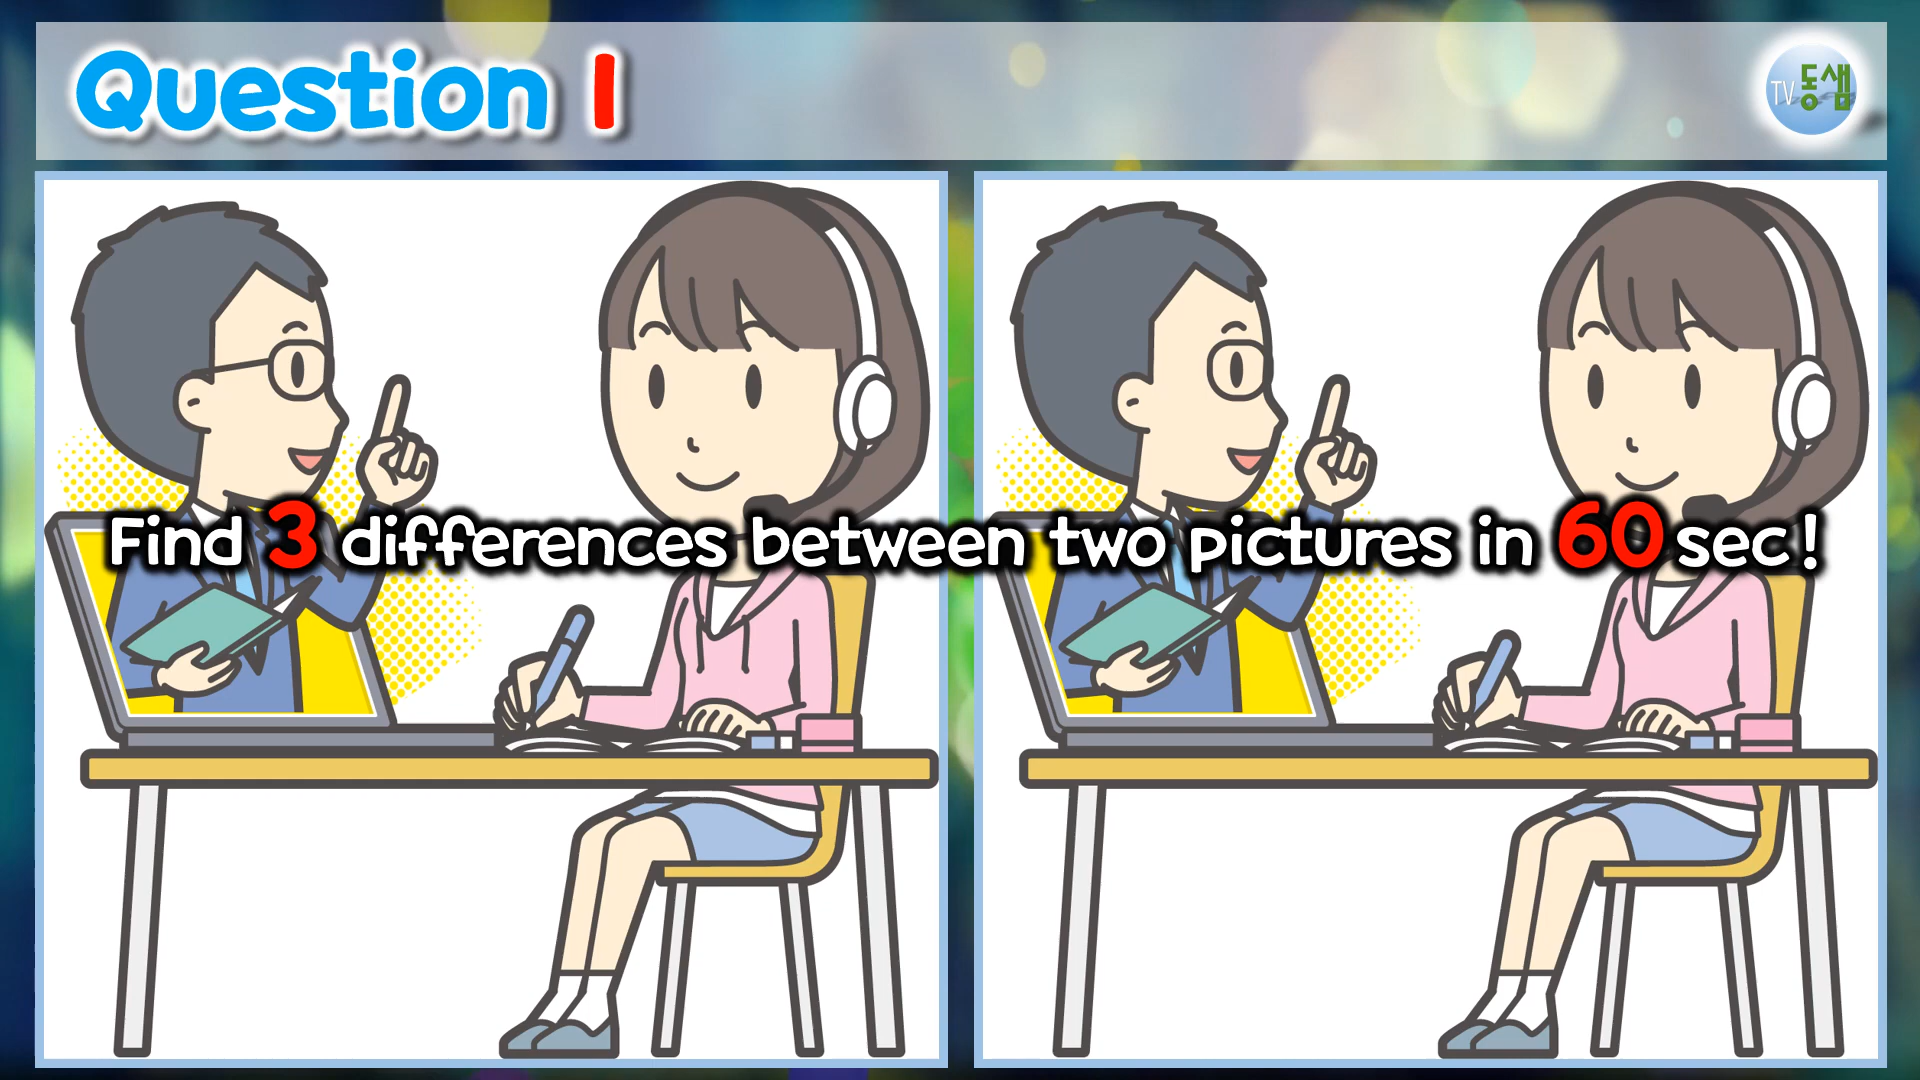 Question 1
TV동샘
Find 3 differences between two pictures in 60 sec!